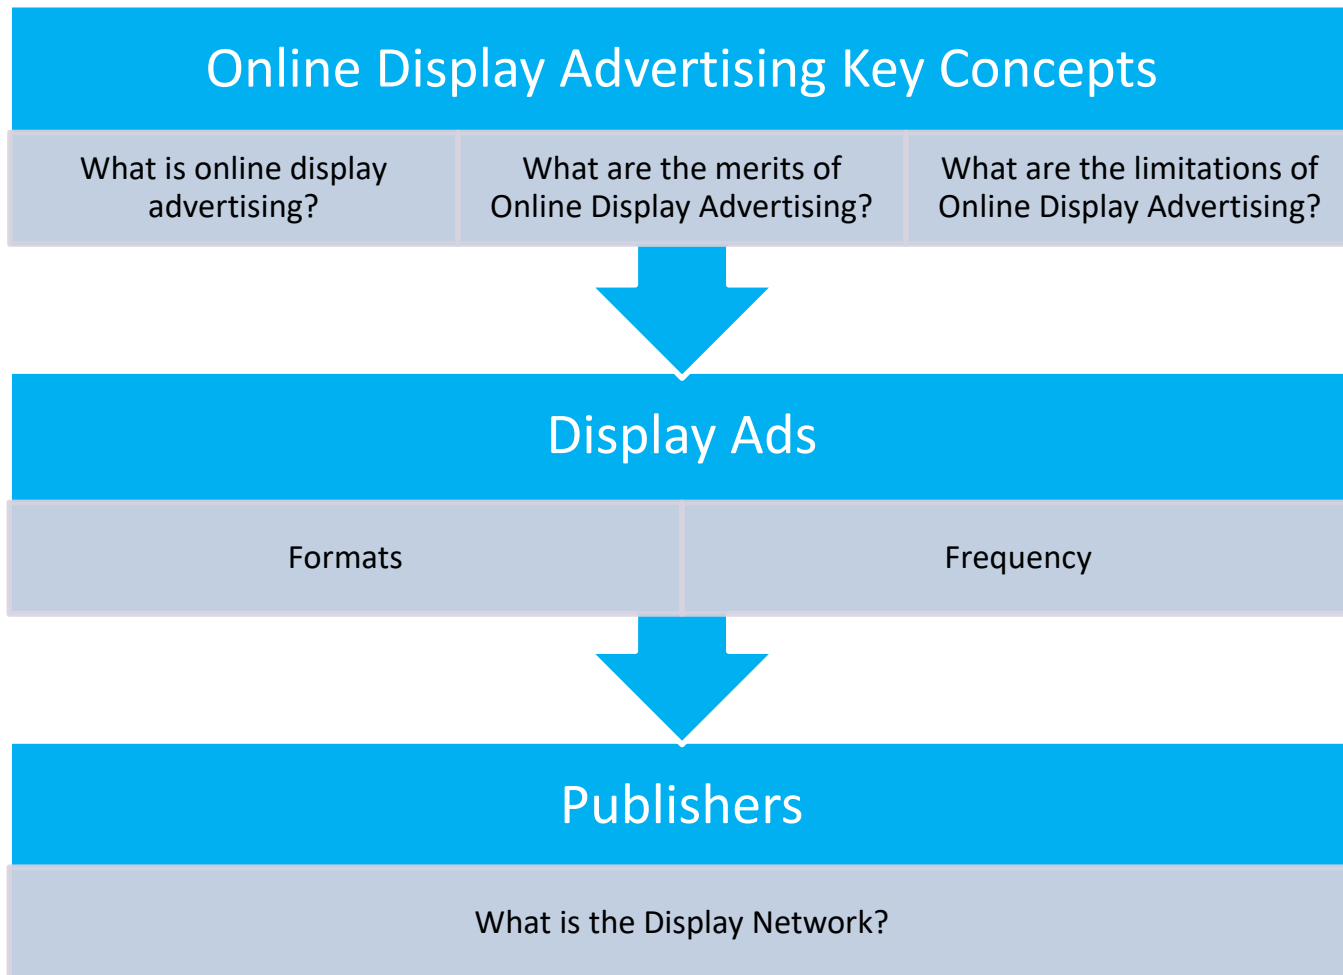 Online Display Advertising Key Concepts
What is online display
advertising?
What are the merits of
Online Display Advertising?
What are the limitations of
Online Display Advertising?
Display Ads
Formats
Frequency
Publishers
What is the Display Network?